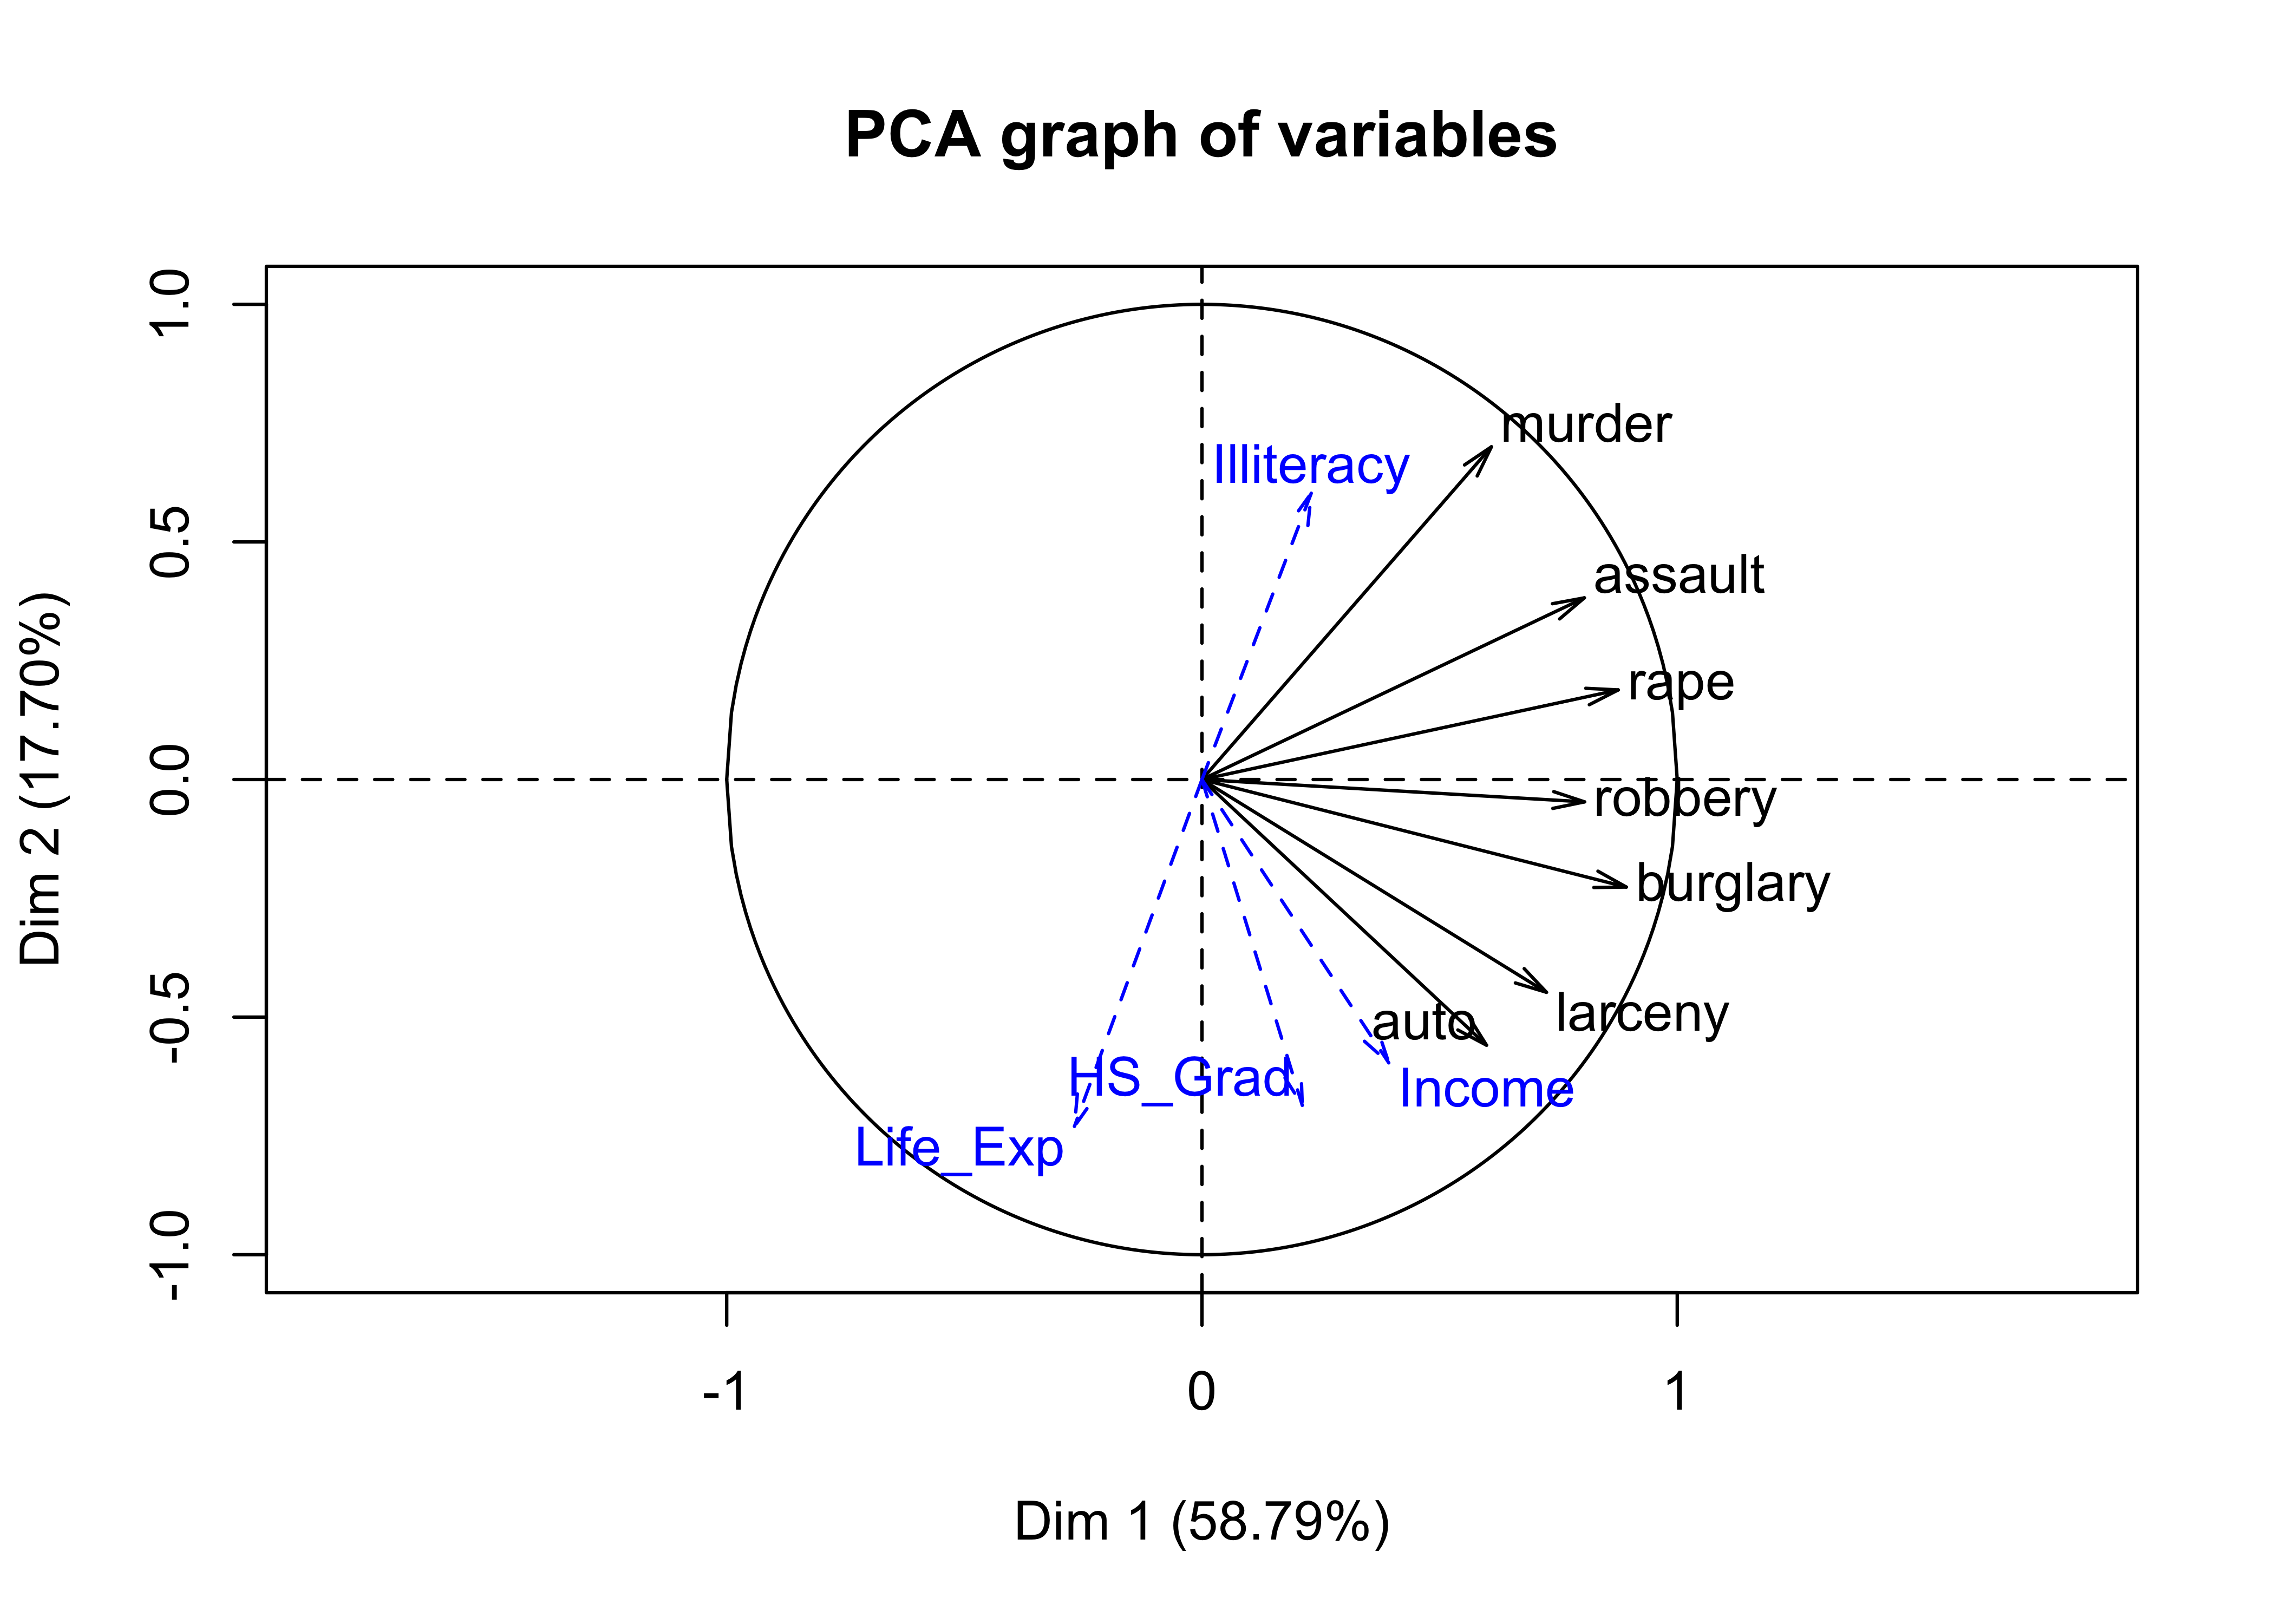 PCA graph of variables
1.0
0.5
0.0
-0.5
-1.0
Dim 2 (17.70%)
murder
Illiteracy
assault
rape
robbery
burglary
larceny
auto
HS_Grad
Income
Life_Exp
-1
0
1
Dim 1 (58.79%)